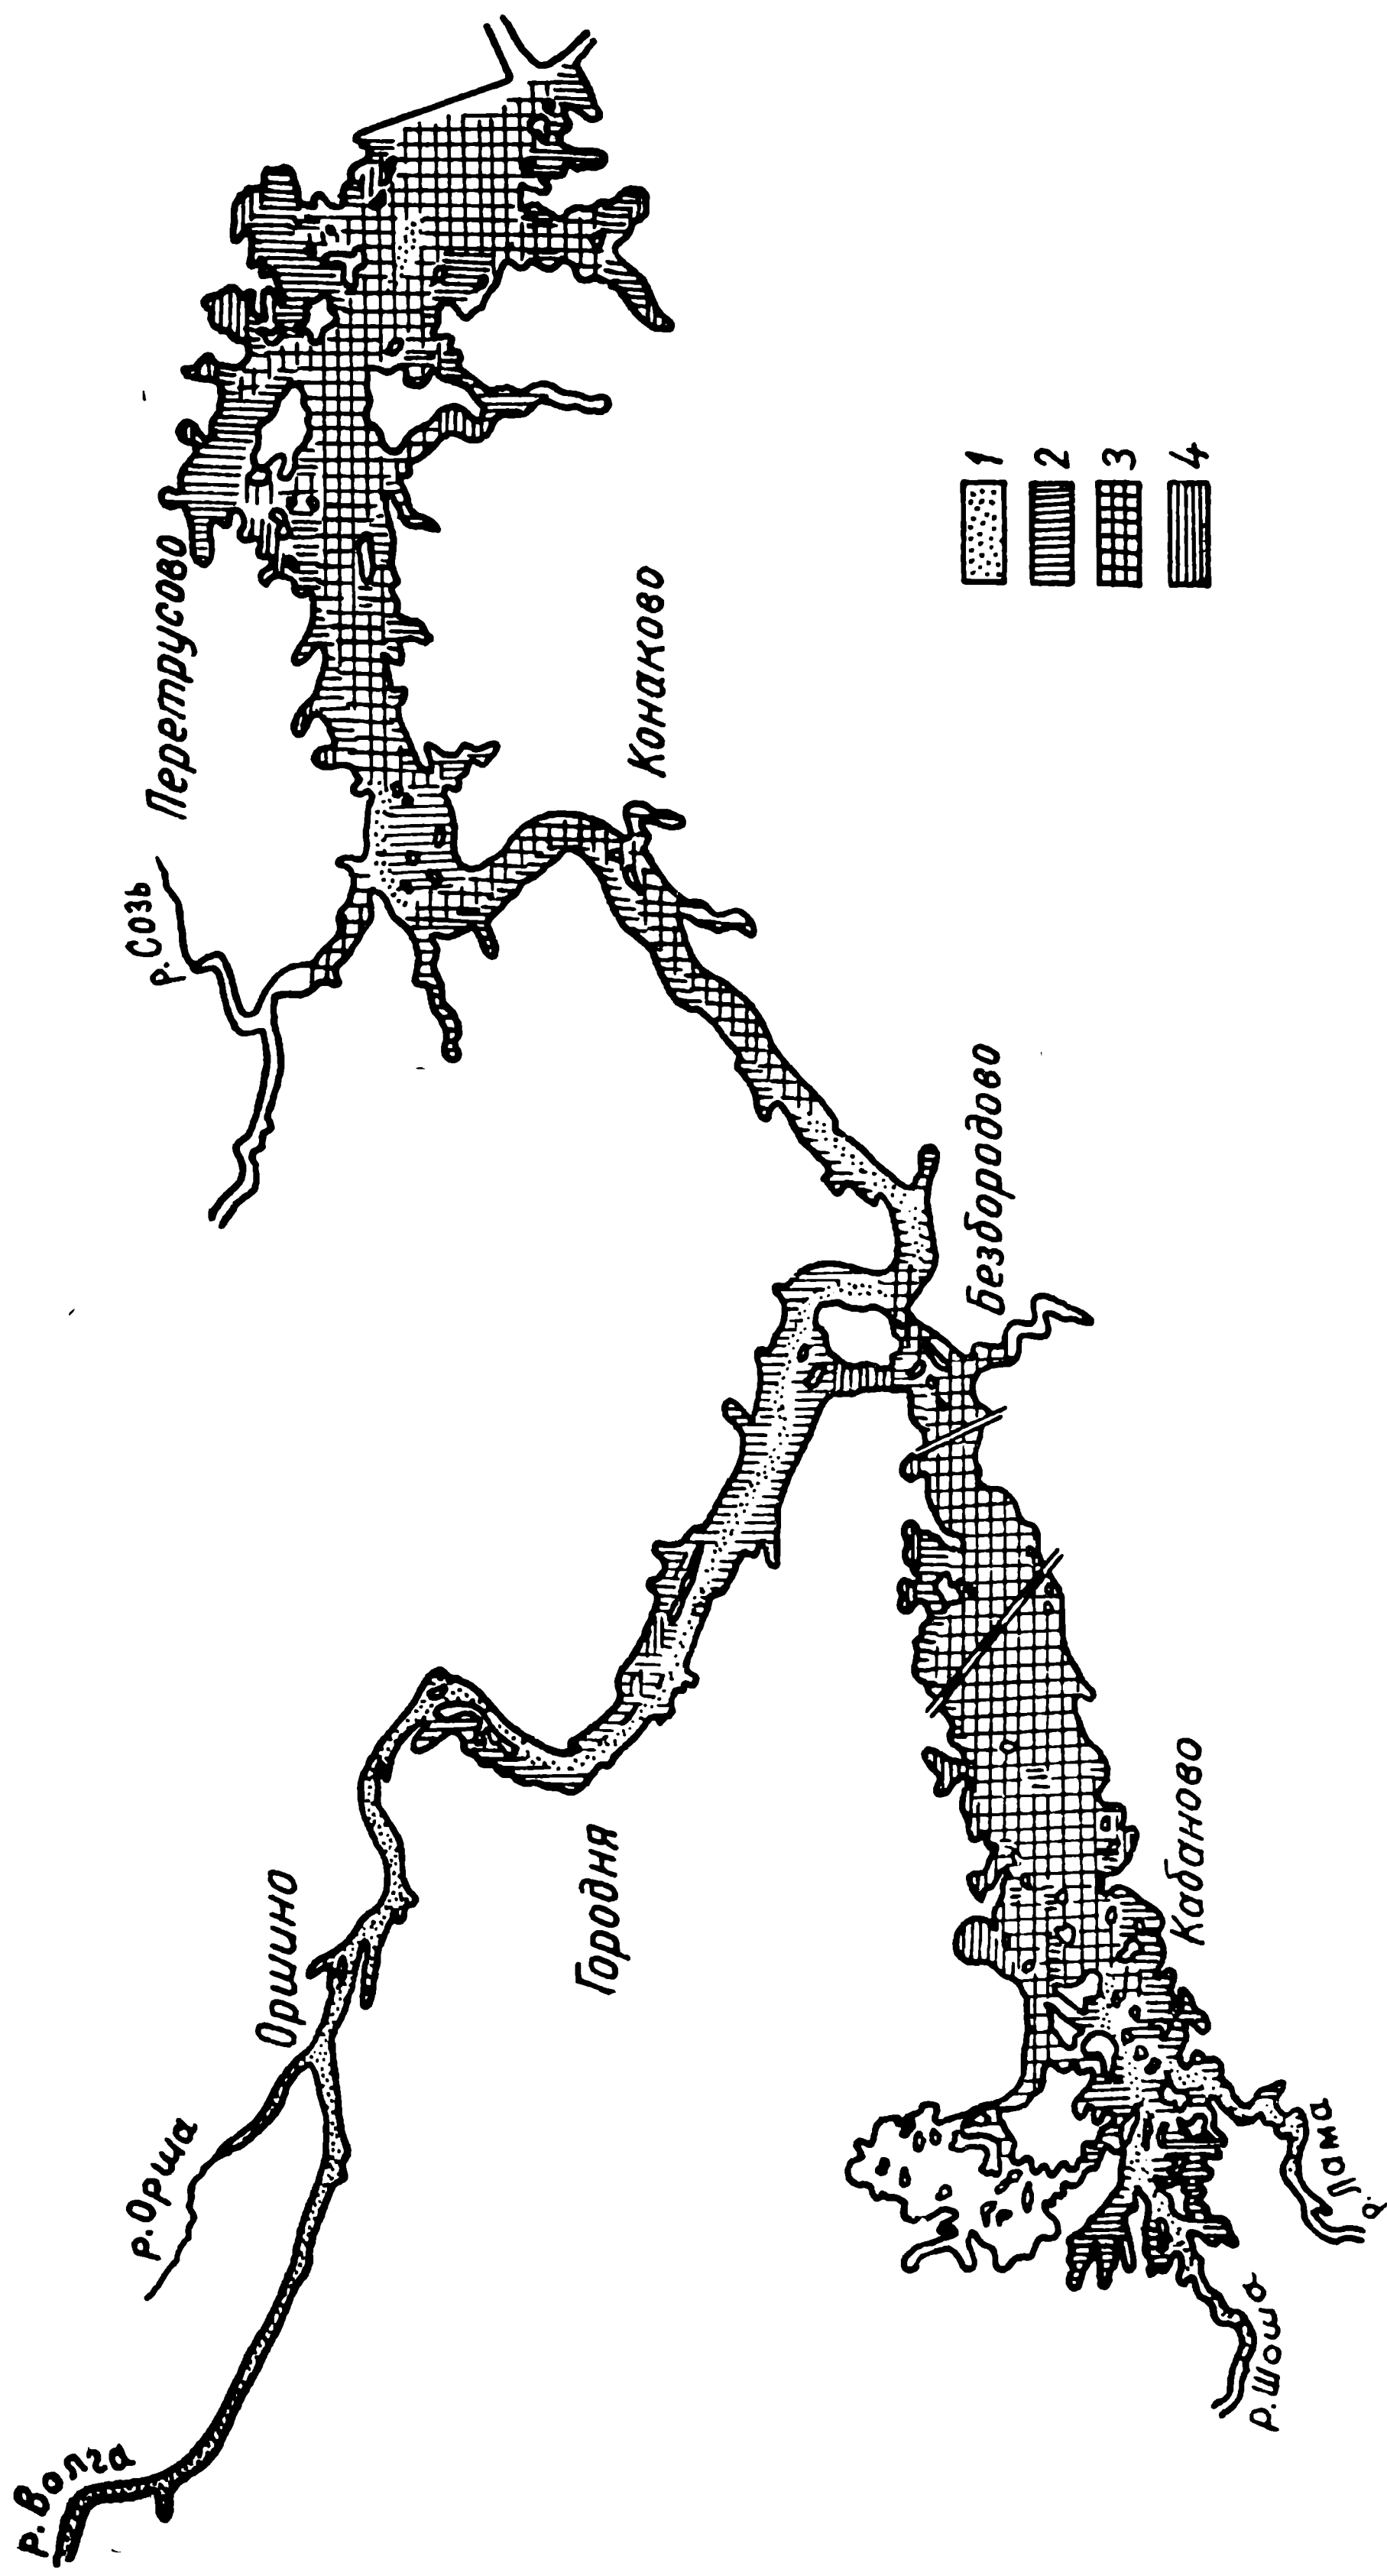 р. Волга
р. Орша
Оршино
Городня
р. Созь
Перетрусово
Конаково
Безбородово
Кабаново
р. Шоша
р. Лама
1
2
3
4